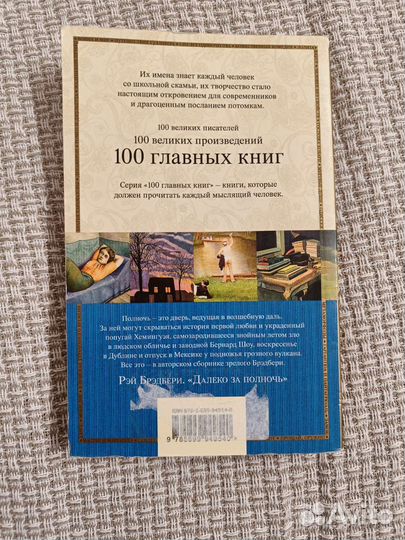 Их имена знает каждый человек
со школьной скамьи, их творчество стало
настоящим откровением для современников
и драгоценным посланием потомкам.
100 великих писателей
100 великих произведений
100 главных книг
Серия «100 главных книг» – книги, которые
должен прочитать каждый мыслящий человек.
Полночь — это дверь, ведущая в волшебную даль.
За ней могут скрываться история первой любви и украденный
попугай Хемингуэя, самозародившееся знойным летом зло
в людском обличье и заводной Бернард Шоу, воскресенье
в Дублине и отпуск в Мексике у подножья грозного вулкана.
Все это – в авторском сборнике зрелого Брэдбери.
Рэй Брэдбери. «Далеко за полночь»
Avito